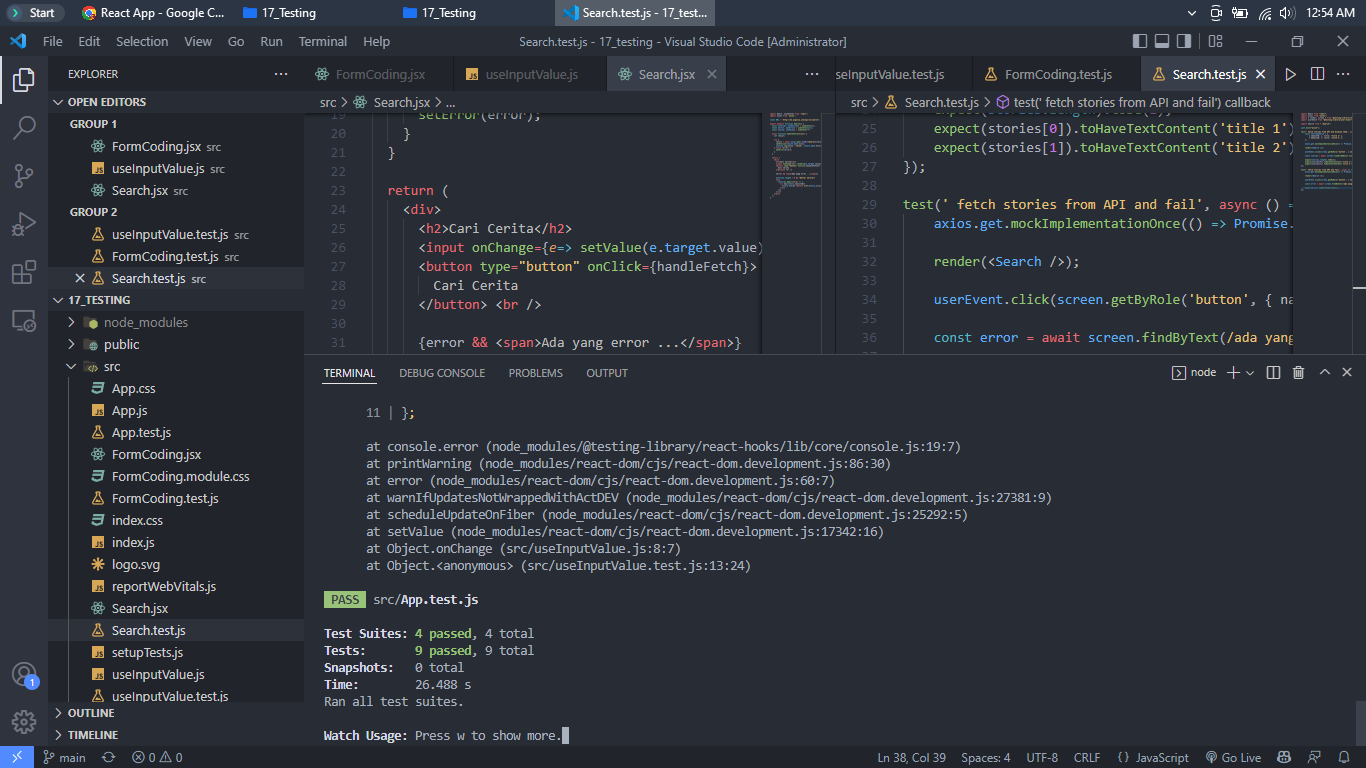 Start
React App - Google C...
17_Testing
17_Testing
Search.test.js - 17_test...
12:54 AM
File Edit Selection View Go Run Terminal Help
Search.test.js - 17_testing - Visual Studio Code [Administrator]
EXPLORER
OPEN EDITORS
GROUP 1
FormCoding.jsx src
useInputValue.js src
Search.jsx src
GROUP 2
useInputValue.test.js src
FormCoding.test.js src
Search.test.js src
17_TESTING
node_modules
public
src
App.css
App.js
App.test.js
FormCoding.jsx
FormCoding.module.css
FormCoding.test.js
index.css
index.js
logo.svg
reportWebVitals.js
Search.jsx
Search.test.js
setupTests.js
useInputValue.js
useInputValue.test.js
OUTLINE
TIMELINE
1
FormCoding.jsx useInputValue.js Search.jsx
src > Search.jsx > ...
19 setError(error);
20 }
21 }
22
23 return (
24 <div>
25 <h2>Cari Cerita</h2>
26 <input onChange={e=> setValue(e.target.value)
27 <button type="button" onClick={handleFetch}>
28 Cari Cerita
29 </button> <br />
30
31 {error && <span>Ada yang error ...</span>}
seInputValue.test.js FormCoding.test.js Search.test.js
src > Search.test.js > test(' fetch stories from API and fail') callback
25 expect(stories[0]).toHaveTextContent('title 1')
26 expect(stories[1]).toHaveTextContent('title 2')
27 });
28
29 test(' fetch stories from API and fail', async () =
30 axios.get.mockImplementationOnce(() => Promise.
31
32 render(<Search />);
33
34 userEvent.click(screen.getByRole('button', { na
35
36 const error = await screen.findByText(/ada yang
TERMINAL DEBUG CONSOLE PROBLEMS OUTPUT
node
11 | };
at console.error (node_modules/@testing-library/react-hooks/lib/core/console.js:19:7)
at printWarning (node_modules/react-dom/cjs/react-dom.development.js:86:30)
at error (node_modules/react-dom/cjs/react-dom.development.js:60:7)
at warnIfUpdatesNotWrappedWithActDEV (node_modules/react-dom/cjs/react-dom.development.js:27381:9)
at scheduleUpdateOnFiber (node_modules/react-dom/cjs/react-dom.development.js:25292:5)
at setValue (node_modules/react-dom/cjs/react-dom.development.js:17342:16)
at Object.onChange (src/useInputValue.js:8:7)
at Object.<anonymous> (src/useInputValue.test.js:13:24)
PASS src/App.test.js
Test Suites: 4 passed, 4 total
Tests: 9 passed, 9 total
Snapshots: 0 total
Time: 26.488 s
Ran all test suites.
Watch Usage: Press w to show more.
main 0 0
Ln 38, Col 39 Spaces: 4 UTF-8 CRLF { } JavaScript Go Live